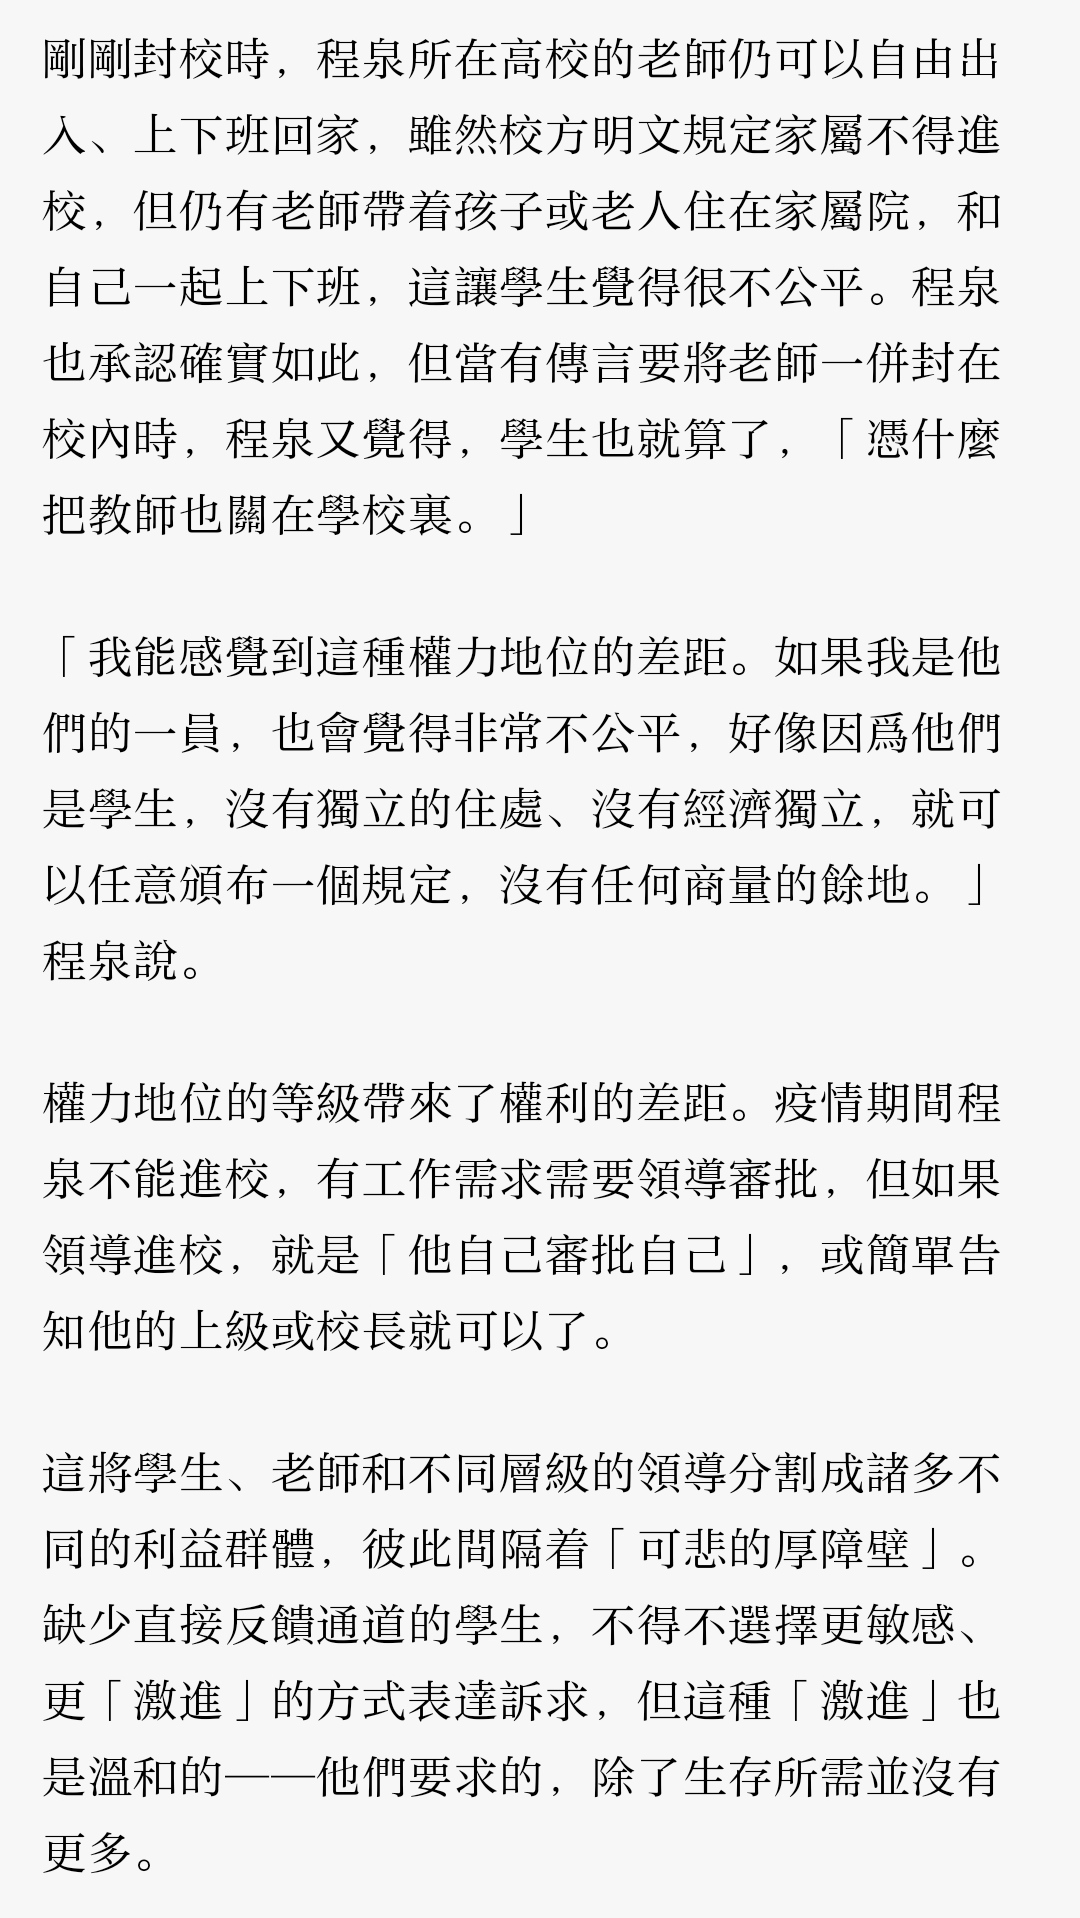 剛剛封校時，程泉所在高校的老師仍可以自由出
入、上下班回家，雖然校方明文規定家屬不得進
校，但仍有老師帶着孩子或老人住在家屬院，和
自己一起上下班，這讓學生覺得很不公平。程泉
也承認確實如此，但當有傳言要將老師一併封在
校內時，程泉又覺得，學生也就算了，「憑什麼
把教師也關在學校裏。」
「我能感覺到這種權力地位的差距。如果我是他
們的一員，也會覺得非常不公平，好像因爲他們
是學生，沒有獨立的住處、沒有經濟獨立，就可
以任意頒布一個規定，沒有任何商量的餘地。」
程泉說。
權力地位的等級帶來了權利的差距。疫情期間程
泉不能進校，有工作需求需要領導審批，但如果
領導進校，就是「他自己審批自己」，或簡單告
知他的上級或校長就可以了。
這將學生、老師和不同層級的領導分割成諸多不
同的利益群體，彼此間隔着「可悲的厚障壁」。
缺少直接反饋通道的學生，不得不選擇更敏感、
更「激進」的方式表達訴求，但這種「激進」也
是溫和的——他們要求的，除了生存所需並沒有
更多。